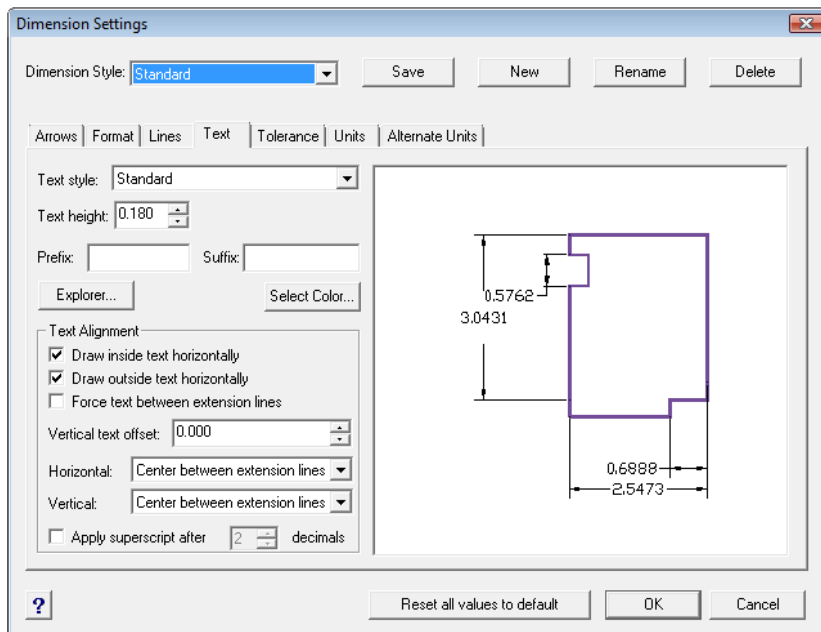 Dimension Settings
Dimension Style: Standard Save New Rename Delete
Arrows Format Lines Text Tolerance Units Alternate Units
Text style: Standard
Text height: 0.180
Prefix: Suffix:
Explorer... Select Color...
Text Alignment
Draw inside text horizontally
Draw outside text horizontally
Force text between extension lines
Vertical text offset: 0.000
Horizontal: Center between extension lines
Vertical: Center between extension lines
Apply superscript after 2 decimals
0.5762
3.0431
0.6888
2.5473
? Reset all values to default OK Cancel